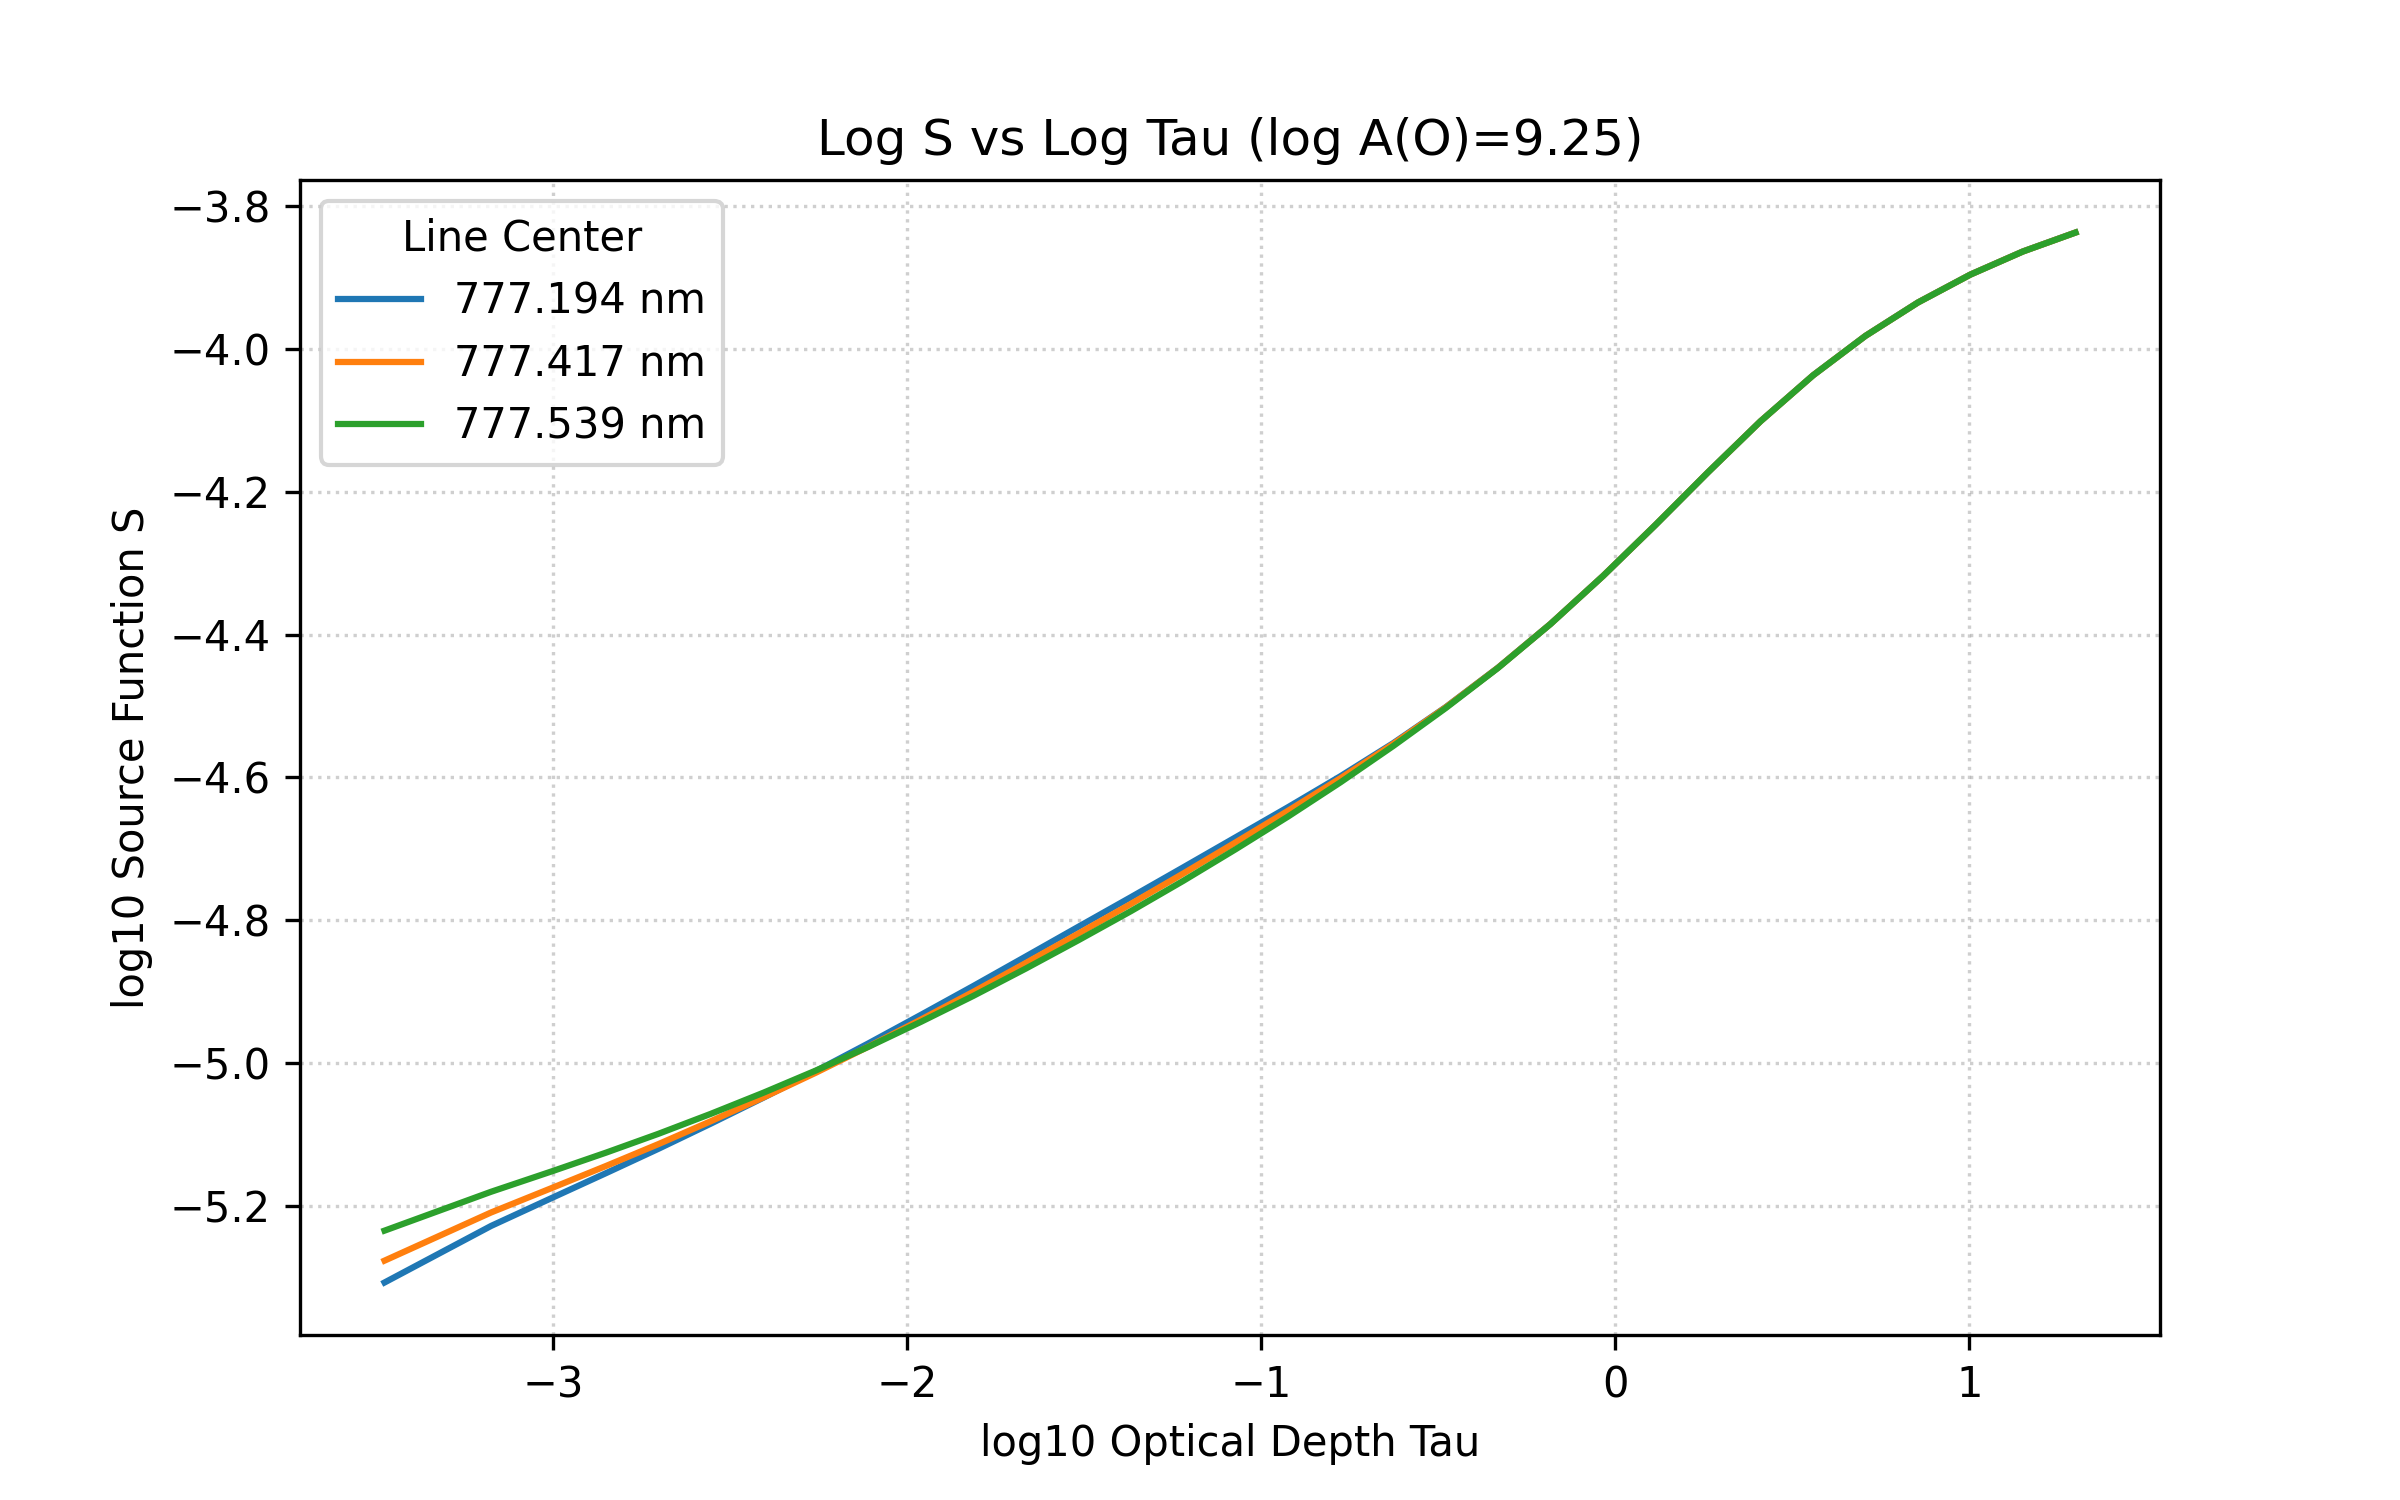 Log S vs Log Tau (log A(O)=9.25)
Line Center
777.194 nm
777.417 nm
777.539 nm
−3.8
−4.0
−4.2
−4.4
−4.6
−4.8
−5.0
−5.2
log10 Source Function S
−3
−2
−1
0
1
log10 Optical Depth Tau